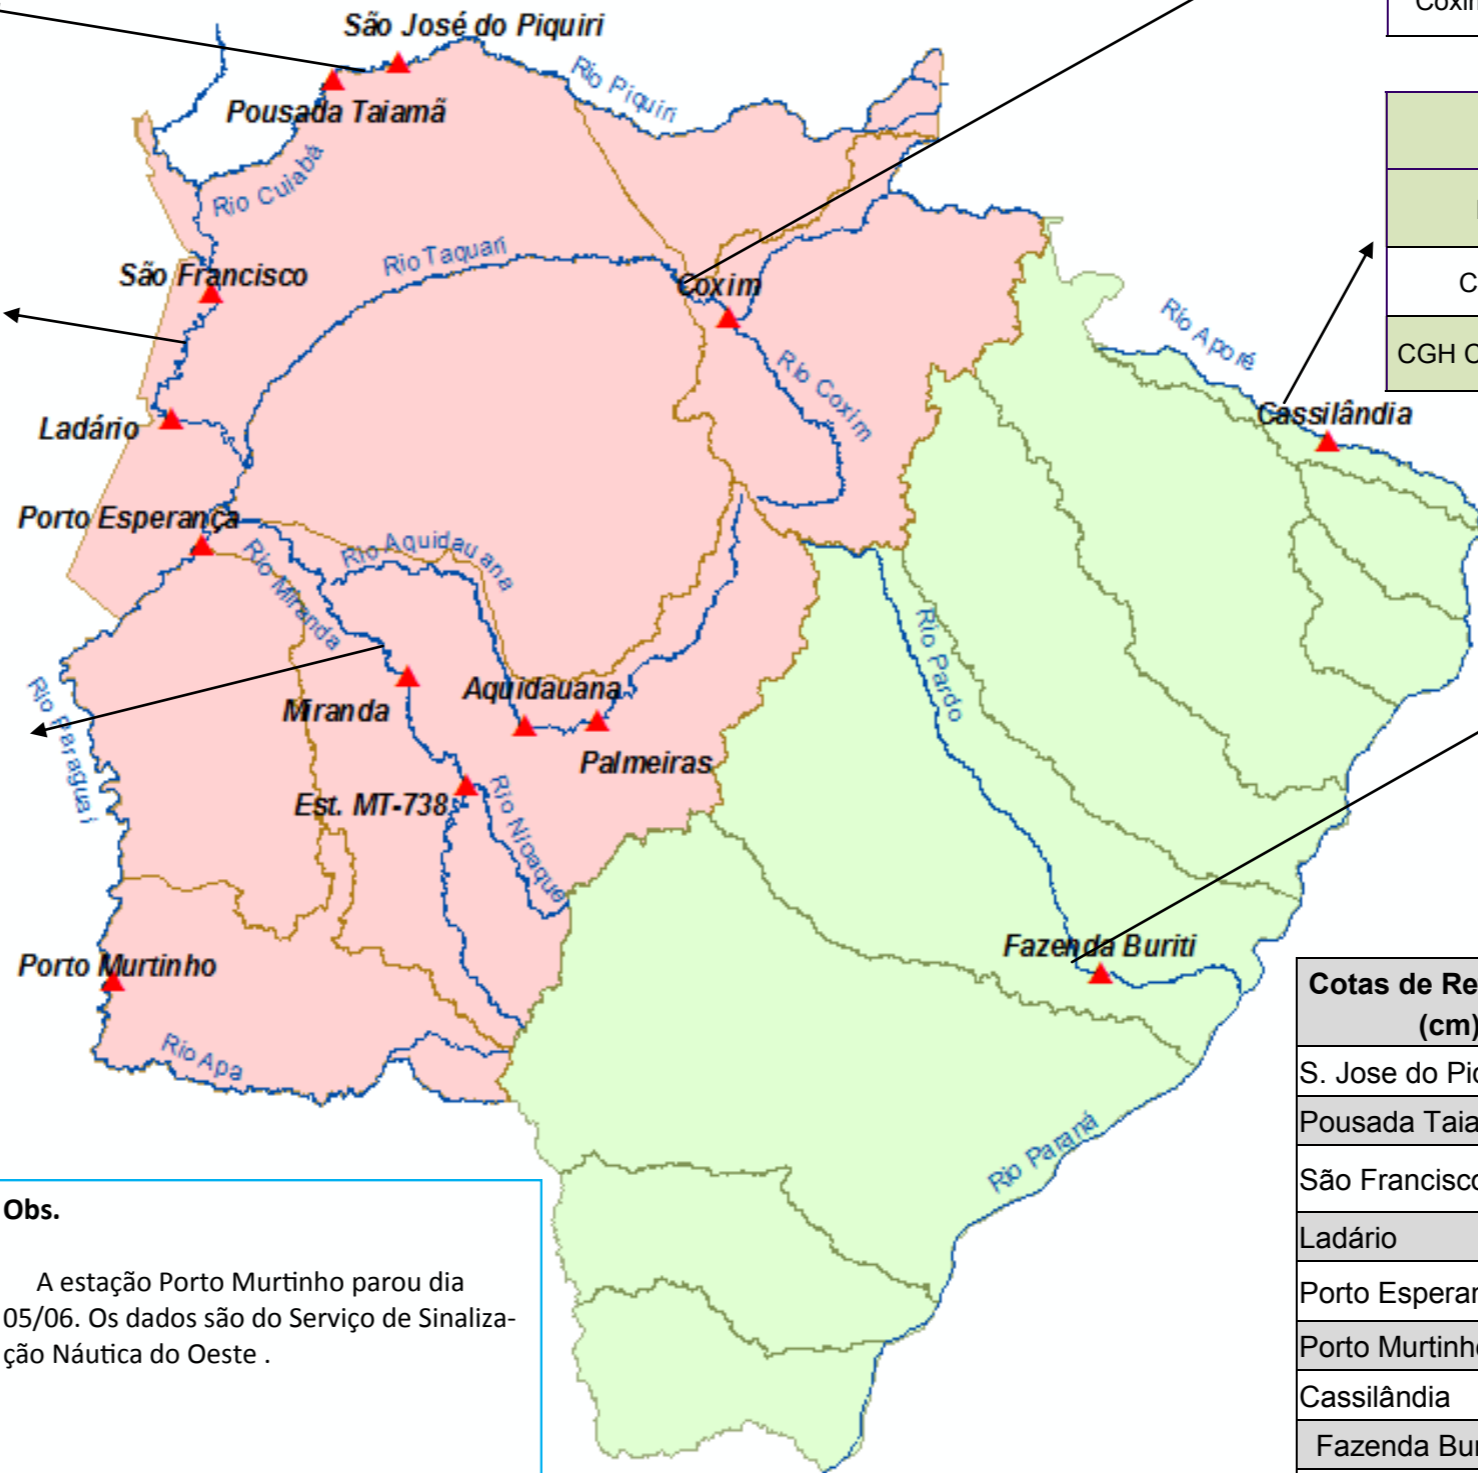 Coxim
São José do Piquiri
Rio Piquiri
Pousada Taiamã
Rio Cuiabá
Rio Taquari
São Francisco
Coxim
C
CGH C
Rio Aporé
Rio Coxim
Cassilândia
Ladário
Porto Esperança
Rio Aquidauana
Rio Miranda
Rio Pardo
Rio Paraguai
Miranda
Aquidauana
Palmeiras
Est. MT-738
Rio Nioaque
Fazenda Buriti
Porto Murtinho
Rio Apa
Rio Paraná
Cotas de Re
(cm)
S. Jose do Piq
Pousada Taia
São Francisco
Ladário
Porto Esperan
Porto Murtinho
Cassilândia
Fazenda Bur
Obs.
A estação Porto Murtinho parou dia
05/06. Os dados são do Serviço de Sinaliza-
ção Náutica do Oeste .